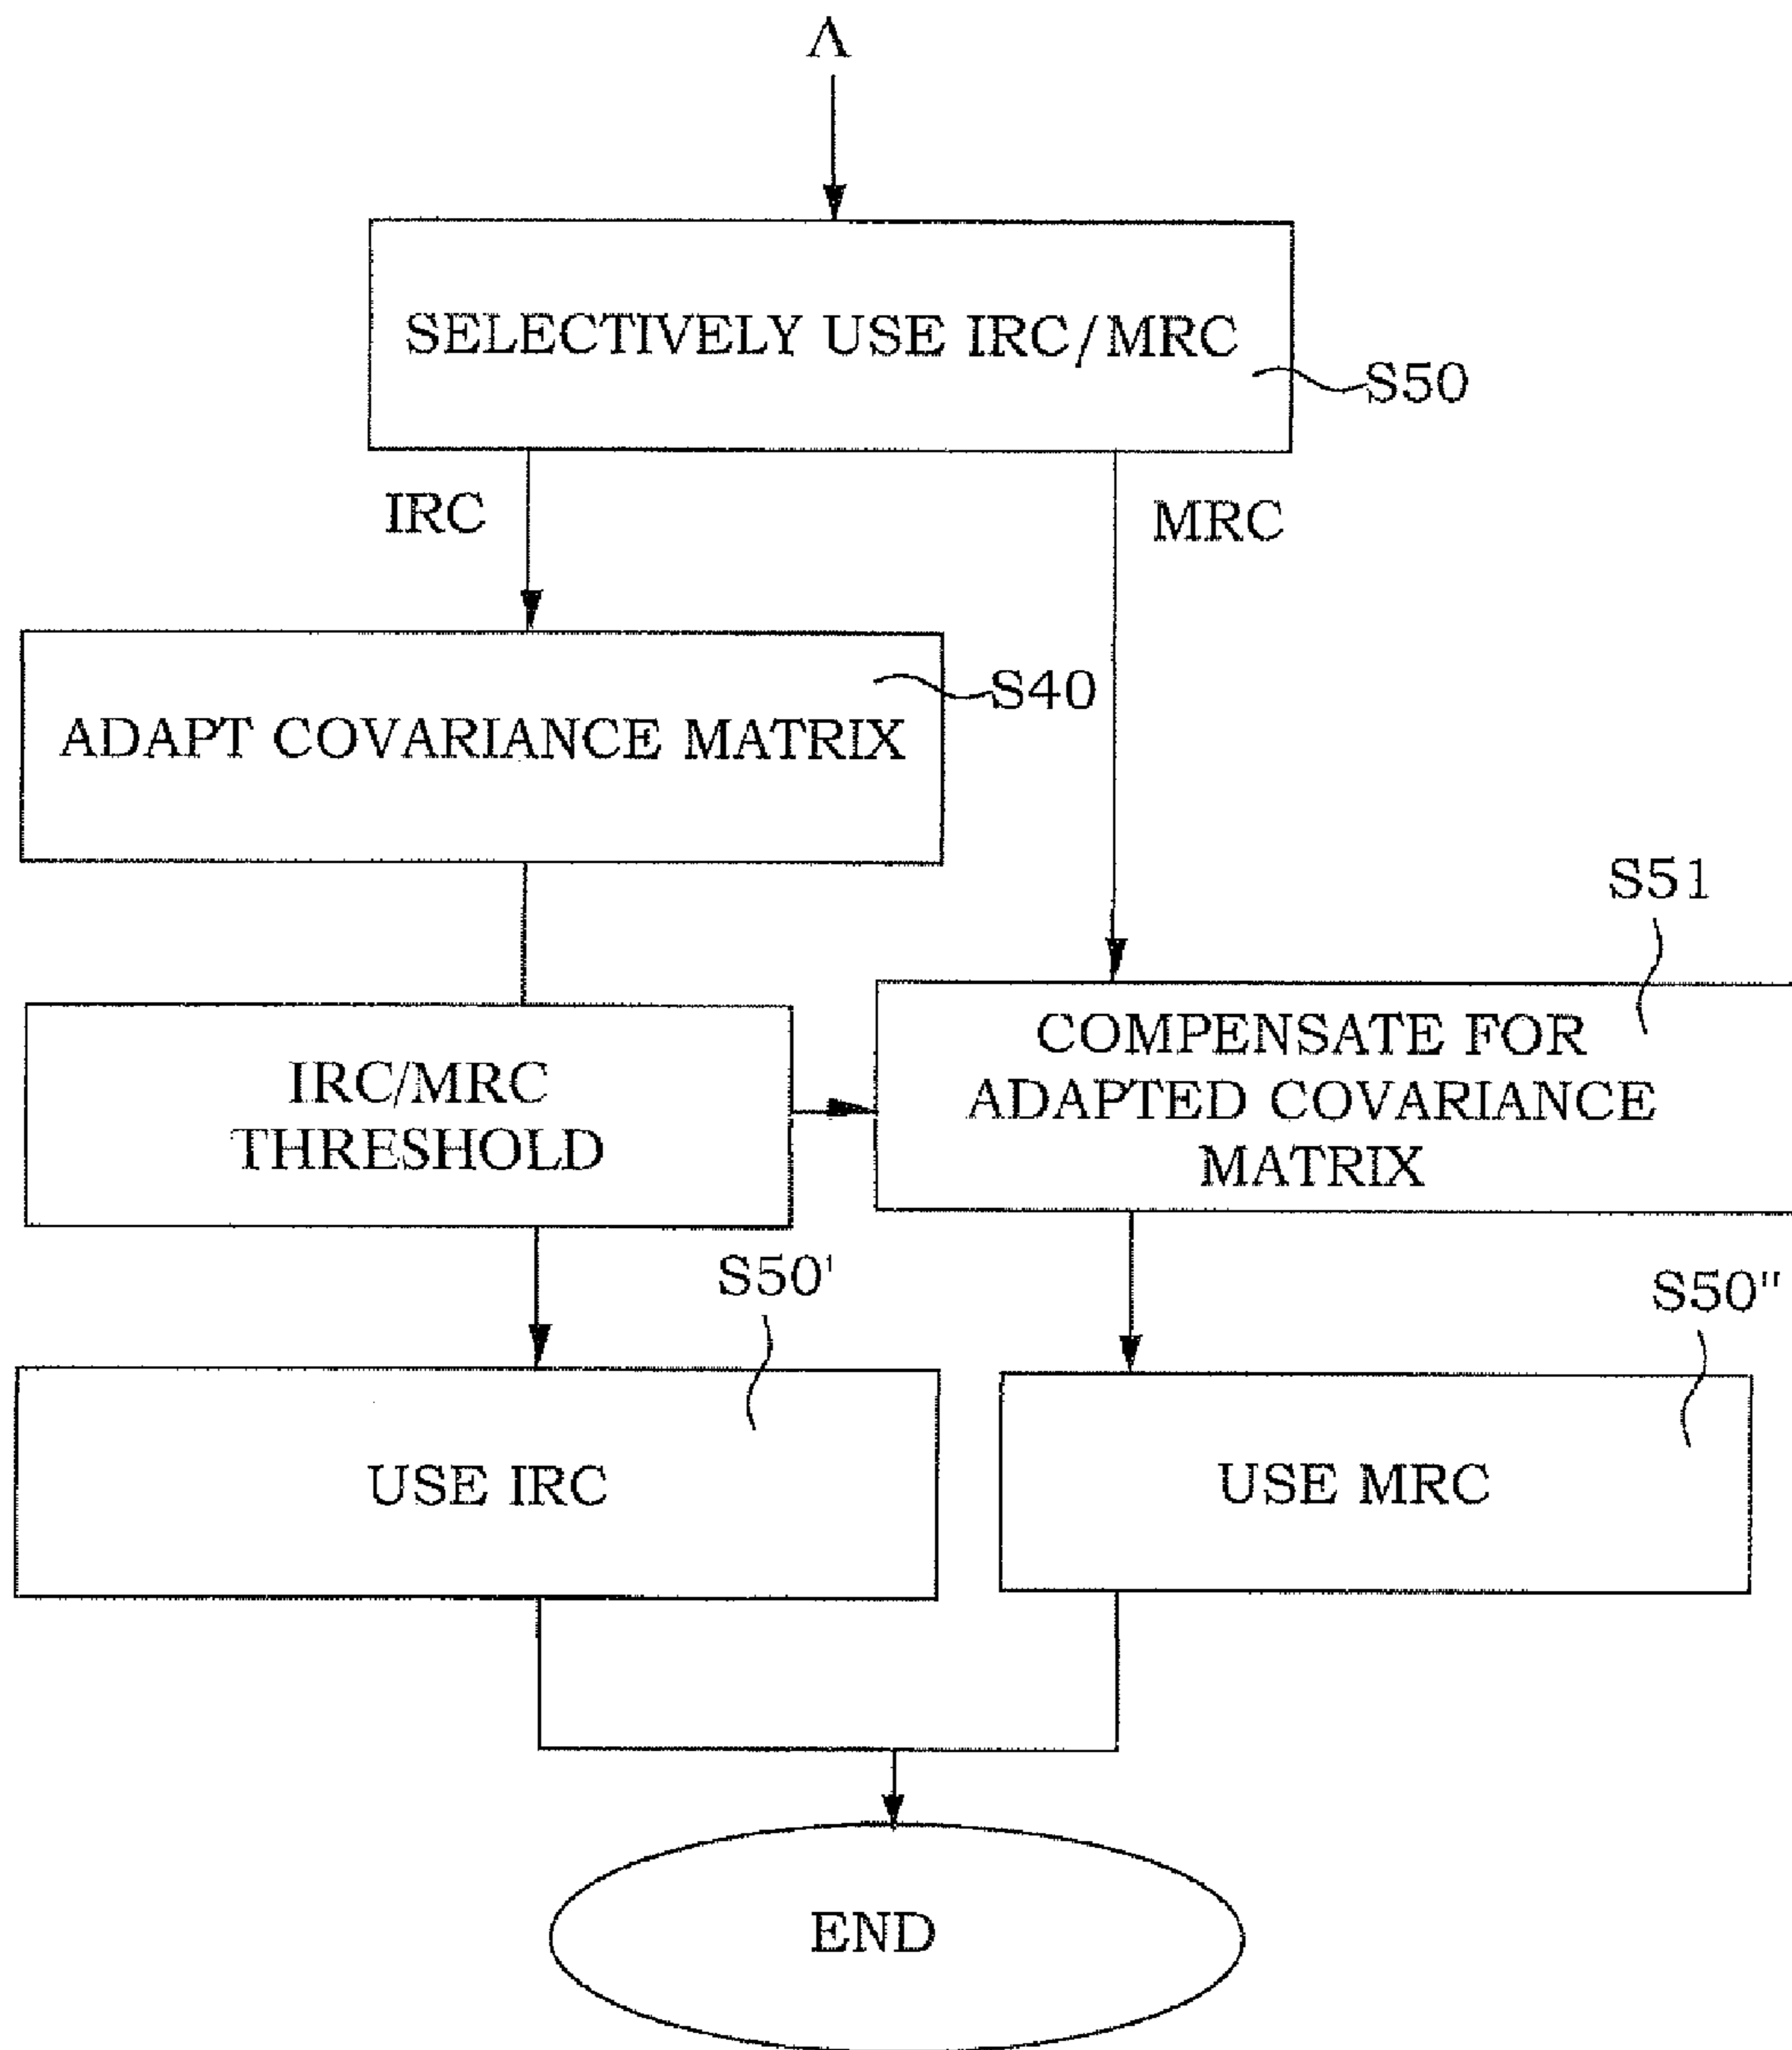 A
SELECTIVELY USE IRC/MRC
S50
IRC
MRC
S40
ADAPT COVARIANCE MATRIX
S51
COMPENSATE FOR
ADAPTED COVARIANCE
MATRIX
IRC/MRC
THRESHOLD
S50'
S50"
USE IRC
USE MRC
END